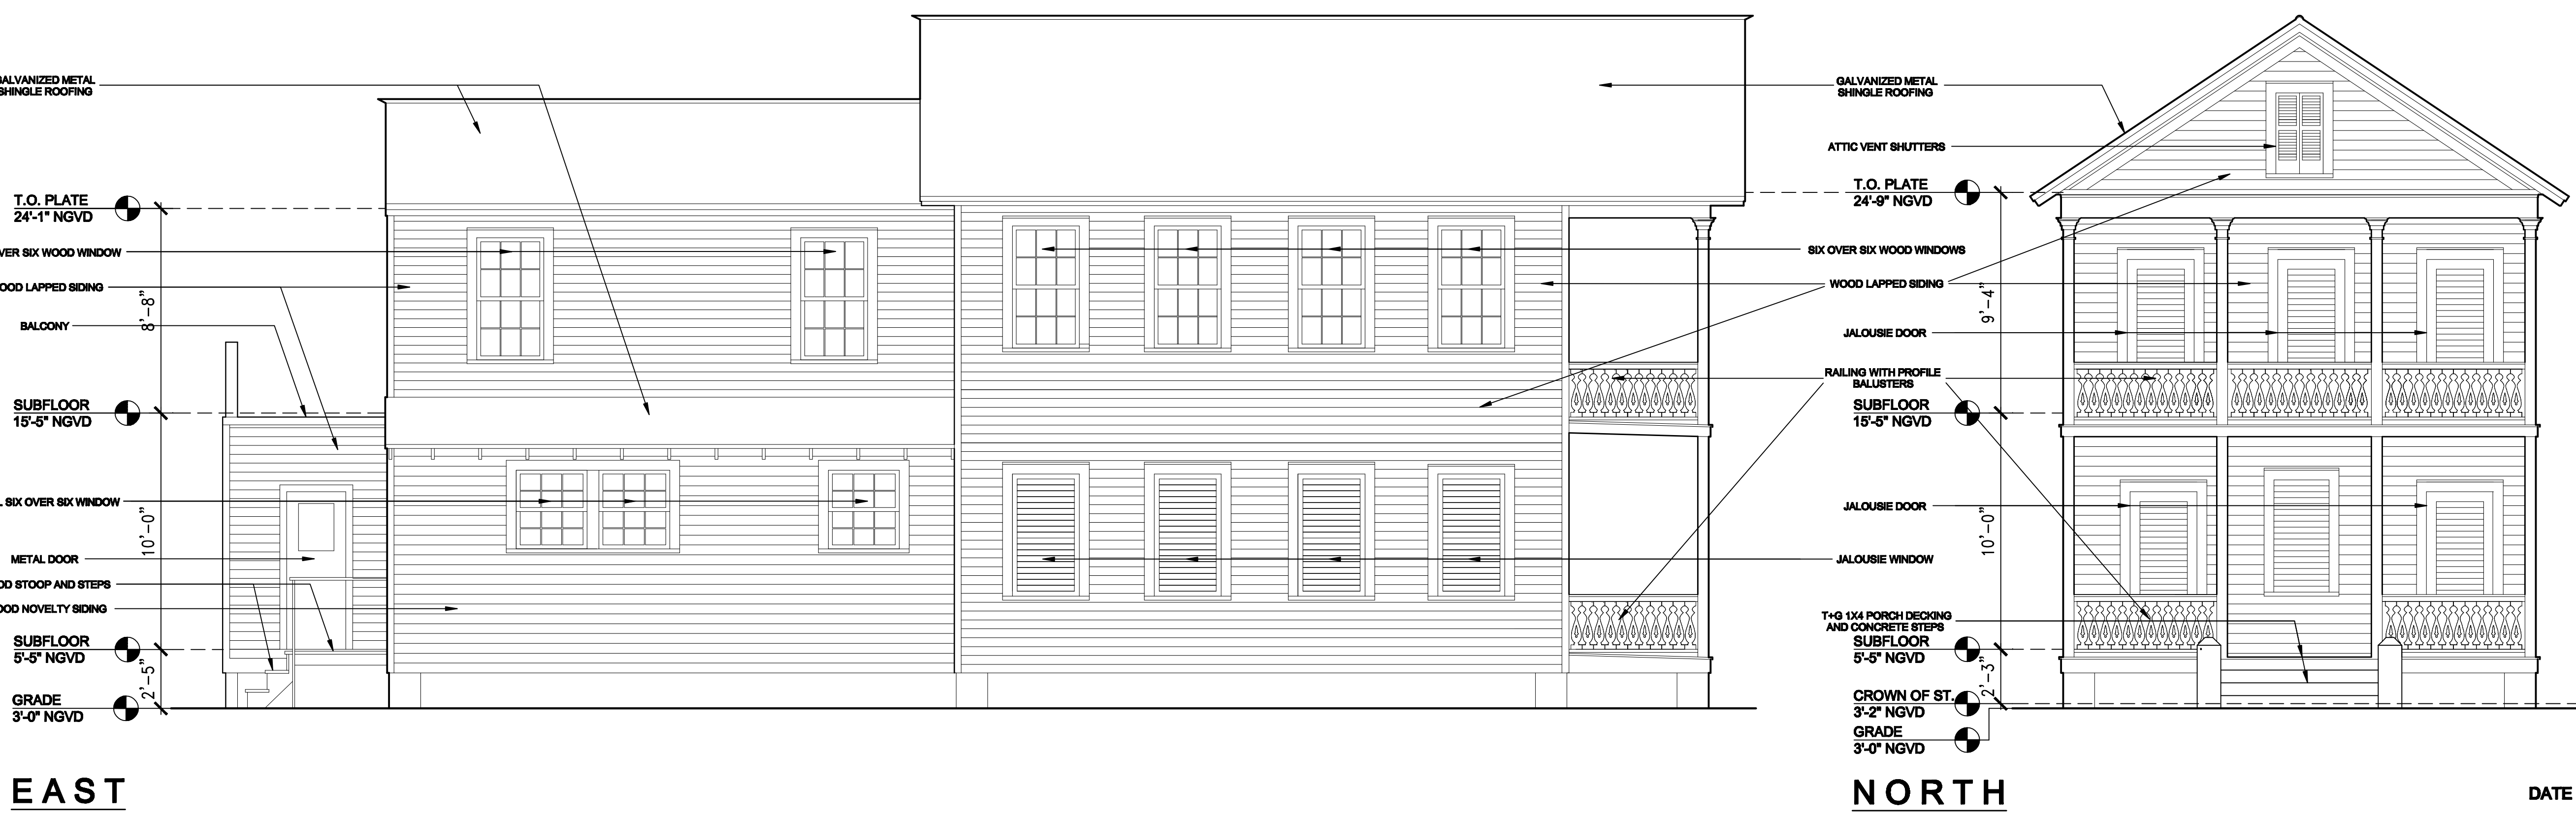 GALVANIZED METAL
SHINGLE ROOFING
T.O. PLATE
24'-1" NGVD
OVER SIX WOOD WINDOW
WOOD LAPPED SIDING
8'-8"
BALCONY
SUBFLOOR
15'-5" NGVD
SIX OVER SIX WINDOW
10'-0"
METAL DOOR
STOOP AND STEPS
NOVELTY SIDING
SUBFLOOR
5'-5" NGVD
2'-5"
GRADE
3'-0" NGVD
EAST
GALVANIZED METAL
SHINGLE ROOFING
ATTIC VENT SHUTTERS
T.O. PLATE
24'-9" NGVD
SIX OVER SIX WOOD WINDOWS
WOOD LAPPED SIDING
9'-4"
JALOUSIE DOOR
RAILING WITH PROFILE
BALUSTERS
SUBFLOOR
15'-5" NGVD
JALOUSIE DOOR
10'-0"
JALOUSIE WINDOW
T+G 1X4 PORCH DECKING
AND CONCRETE STEPS
SUBFLOOR
5'-5" NGVD
2'-3"
CROWN OF ST.
3'-2" NGVD
GRADE
3'-0" NGVD
NORTH
DATE